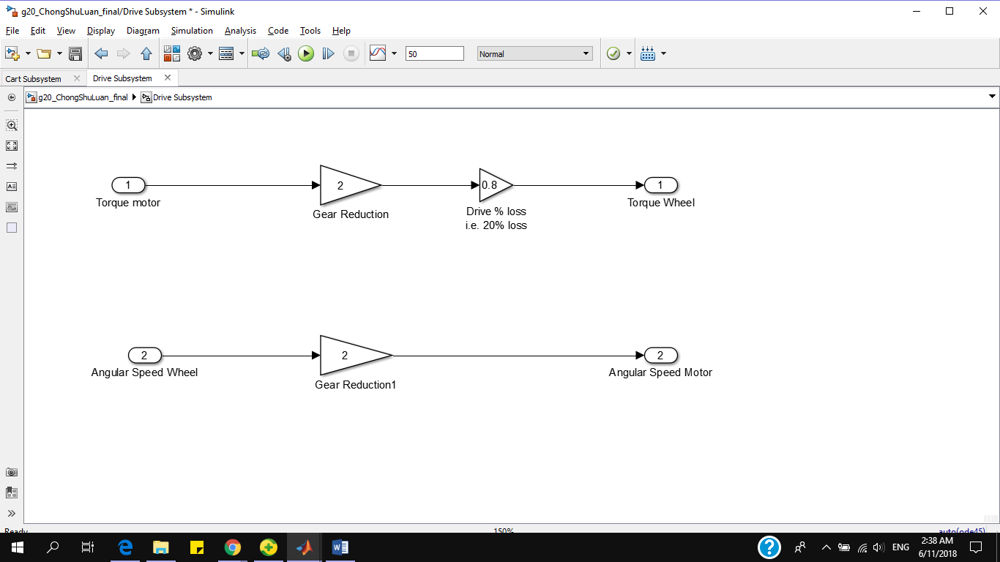 g20_ChongShuLuan_final/Drive Subsystem * - Simulink
File Edit View Display Diagram Simulation Analysis Code Tools Help
50 Normal
Cart Subsystem Drive Subsystem
g20_ChongShuLuan_final Drive Subsystem
1 2 0.8 1
Torque motor Gear Reduction Drive % loss Torque Wheel
i.e. 20% loss
2 2 2
Angular Speed Wheel Gear Reduction1 Angular Speed Motor
Ready 150% auto(ode45)
ENG 2:38 AM
6/11/2018